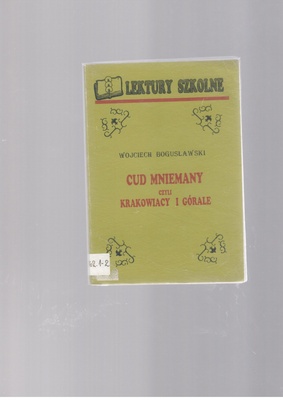 LEKTURY SZKOLNE
WOJCIECH BOGUSŁAWSKI
CUD MNIEMANY
CZYLI
KRAKOWIACY I GÓRALE